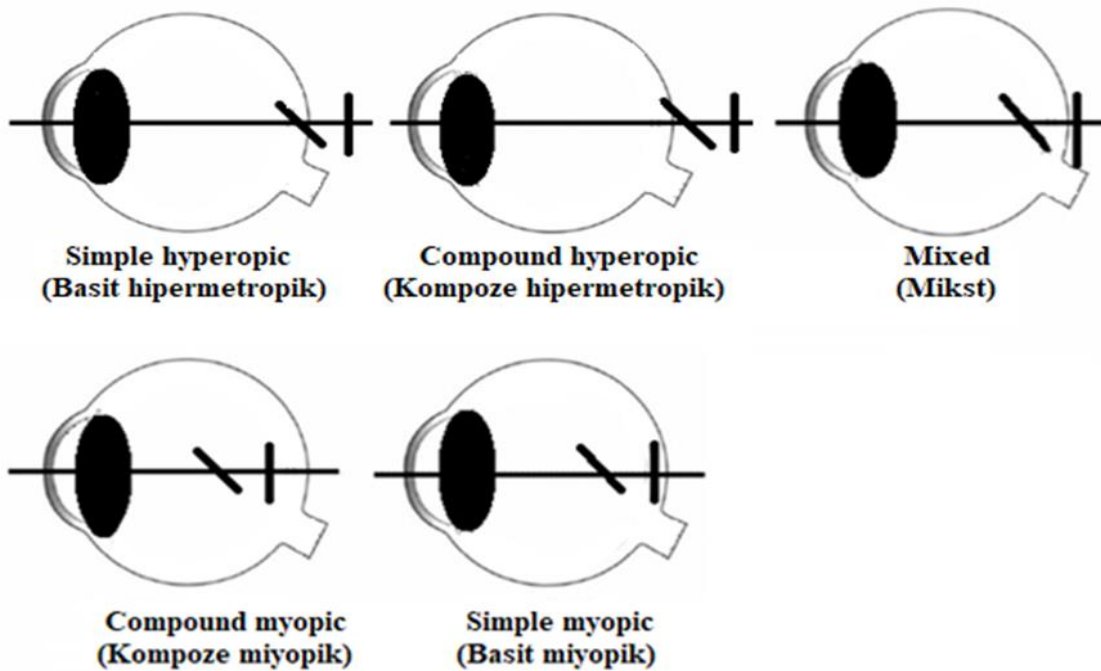 Simple hyperopic
(Basit hipermetropik)
Compound hyperopic
(Kompoze hipermetropik)
Mixed
(Mikst)
Compound myopic
(Kompoze miyopik)
Simple myopic
(Basit miyopik)